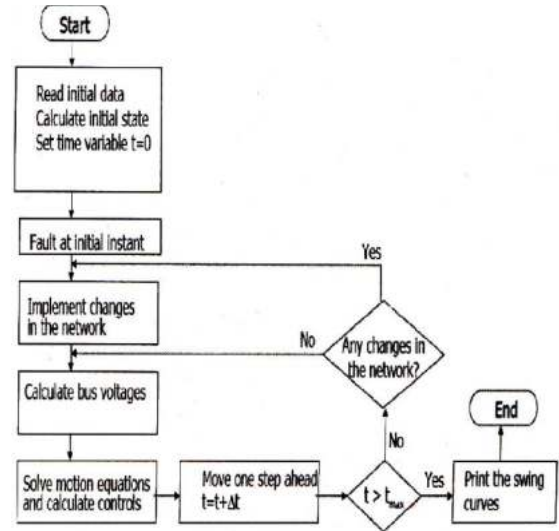 Start
Read initial data
Calculate initial state
Set time variable t=0
Fault at initial instant
Yes
Implement changes
in the network
No
Any changes in
the network?
Calculate bus voltages
End
No
Solve motion equations
and calculate controls
Move one step ahead
t=t+Δt
t > tmax
Yes
Print the swing
curves